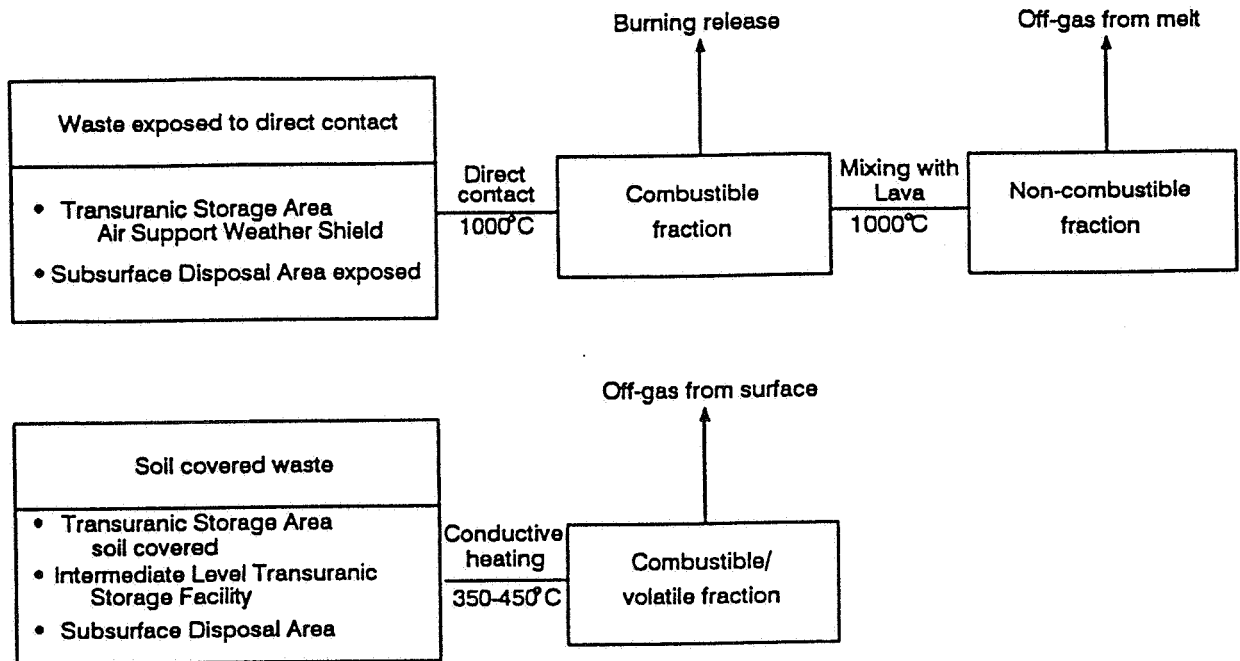 Burning release
Off-gas from melt
Waste exposed to direct contact
• Transuranic Storage Area
Air Support Weather Shield
• Subsurface Disposal Area exposed
Direct
contact
1000°C
Combustible
fraction
Mixing with
Lava
1000°C
Non-combustible
fraction
Off-gas from surface
Soil covered waste
• Transuranic Storage Area
soil covered
• Intermediate Level Transuranic
Storage Facility
• Subsurface Disposal Area
Conductive
heating
350-450°C
Combustible/
volatile fraction